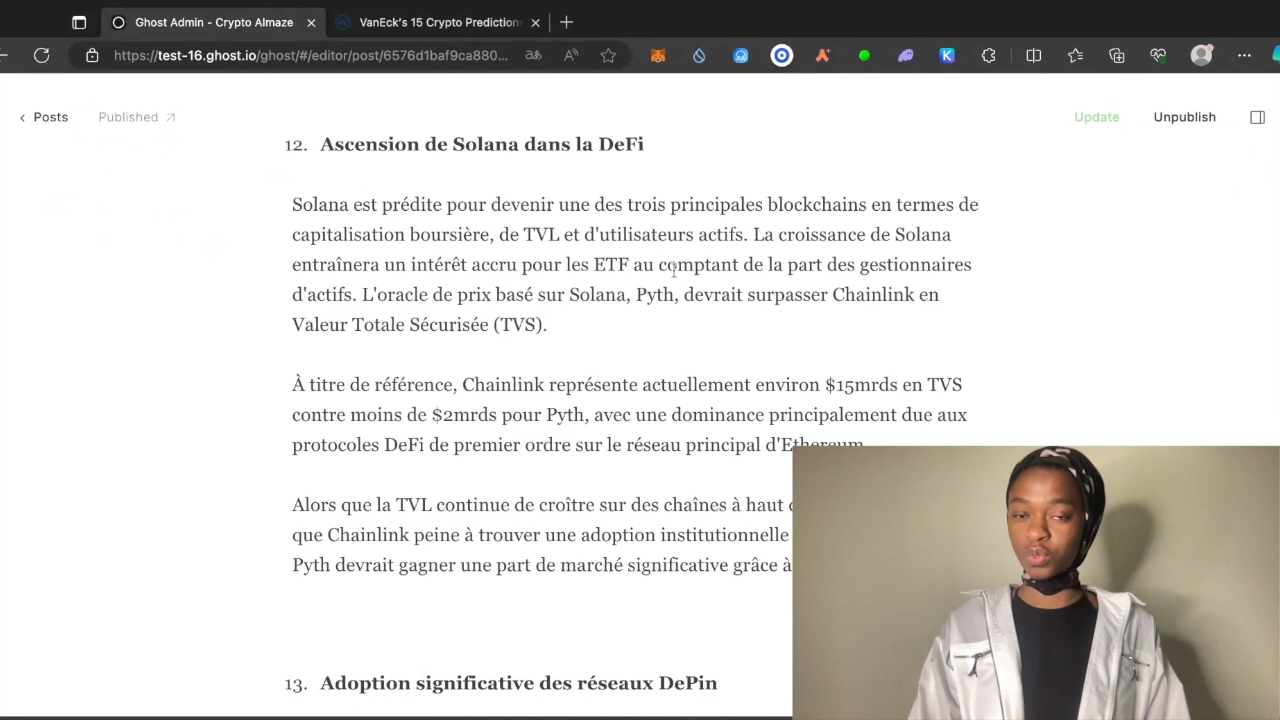 Ghost Admin - Crypto Almaze
VanEck's 15 Crypto Predictions
https://test-16.ghost.io/ghost/#/editor/post/6576d1baf9ca880...
Posts
Published
Update
Unpublish
12. Ascension de Solana dans la DeFi
Solana est prédite pour devenir une des trois principales blockchains en termes de
capitalisation boursière, de TVL et d'utilisateurs actifs. La croissance de Solana
entraînera un intérêt accru pour les ETF au comptant de la part des gestionnaires
d'actifs. L'oracle de prix basé sur Solana, Pyth, devrait surpasser Chainlink en
Valeur Totale Sécurisée (TVS).
À titre de référence, Chainlink représente actuellement environ $15mrds en TVS
contre moins de $2mrds pour Pyth, avec une dominance principalement due aux
protocoles DeFi de premier ordre sur le réseau principal d'Ethereum.
Alors que la TVL continue de croître sur des chaînes à haut
que Chainlink peine à trouver une adoption institutionnelle
Pyth devrait gagner une part de marché significative grâce à
13. Adoption significative des réseaux DePin